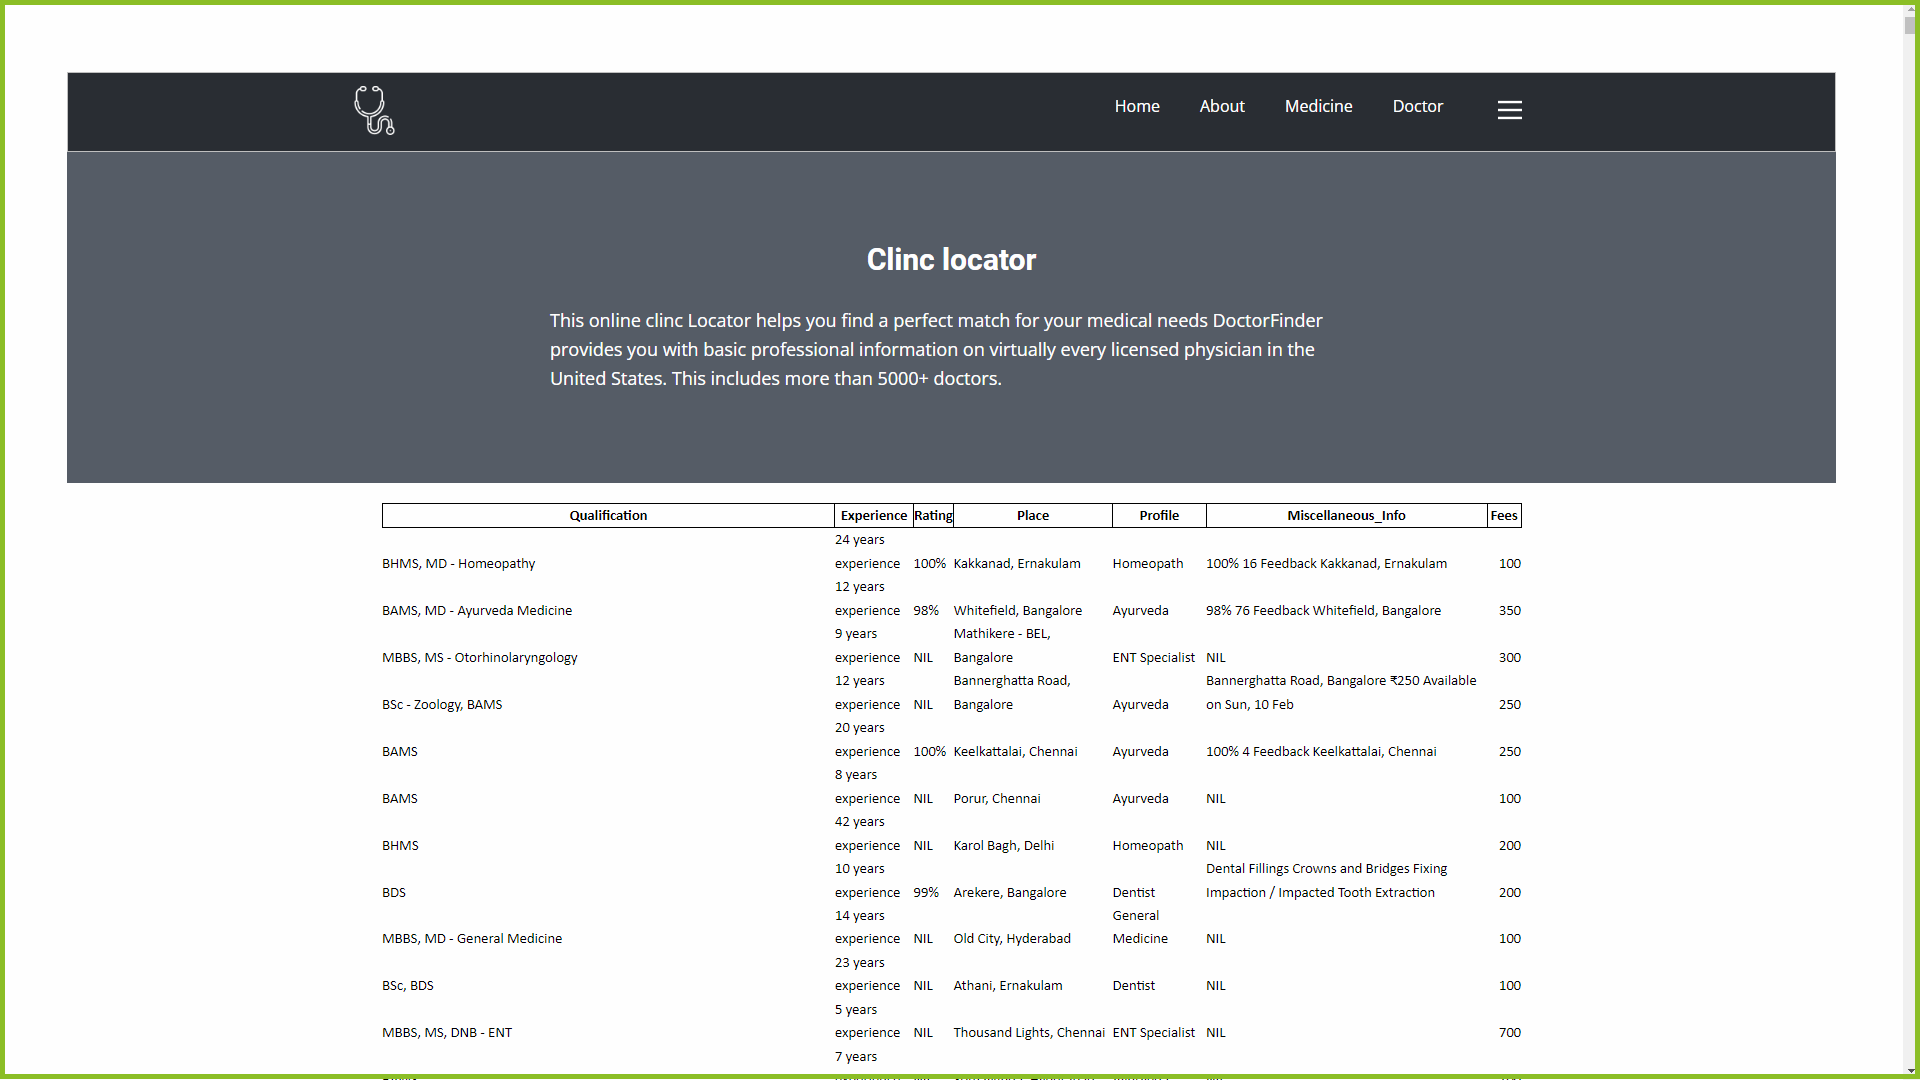 Home About Medicine Doctor
Clinc locator
This online clinc Locator helps you find a perfect match for your medical needs DoctorFinder
provides you with basic professional information on virtually every licensed physician in the
United States. This includes more than 5000+ doctors.
Qualification Experience Rating Place Profile Miscellaneous_Info Fees
24 years
BHMS, MD - Homeopathy experience 100% Kakkanad, Ernakulam Homeopath 100% 16 Feedback Kakkanad, Ernakulam 100
12 years
BAMS, MD - Ayurveda Medicine experience 98% Whitefield, Bangalore Ayurveda 98% 76 Feedback Whitefield, Bangalore 350
9 years Mathikere - BEL,
MBBS, MS - Otorhinolaryngology experience NIL Bangalore ENT Specialist NIL 300
12 years Bannerghatta Road, Bannerghatta Road, Bangalore ₹250 Available
BSc - Zoology, BAMS experience NIL Bangalore Ayurveda on Sun, 10 Feb 250
20 years
BAMS experience 100% Keelkattalai, Chennai Ayurveda 100% 4 Feedback Keelkattalai, Chennai 250
8 years
BAMS experience NIL Porur, Chennai Ayurveda NIL 100
42 years
BHMS experience NIL Karol Bagh, Delhi Homeopath NIL 200
10 years Dental Fillings Crowns and Bridges Fixing
BDS experience 99% Arekere, Bangalore Dentist Impaction / Impacted Tooth Extraction 200
14 years General
MBBS, MD - General Medicine experience NIL Old City, Hyderabad Medicine NIL 100
23 years
BSc, BDS experience NIL Athani, Ernakulam Dentist NIL 100
5 years
MBBS, MS, DNB - ENT experience NIL Thousand Lights, Chennai ENT Specialist NIL 700
7 years